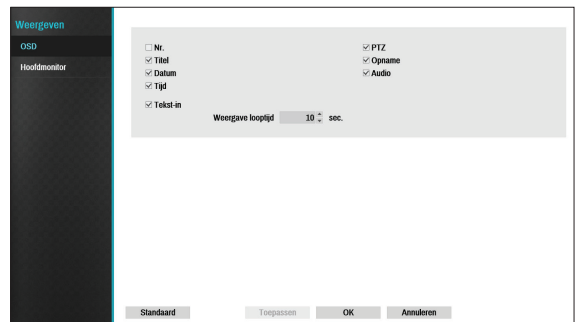 Weergeven
OSD
Hoofdmonitor
Nr.
Titel
Datum
Tijd
Tekst-in
PTZ
Opname
Audio
Weergave looptijd 10 sec.
Standaard Toepassen OK Annuleren